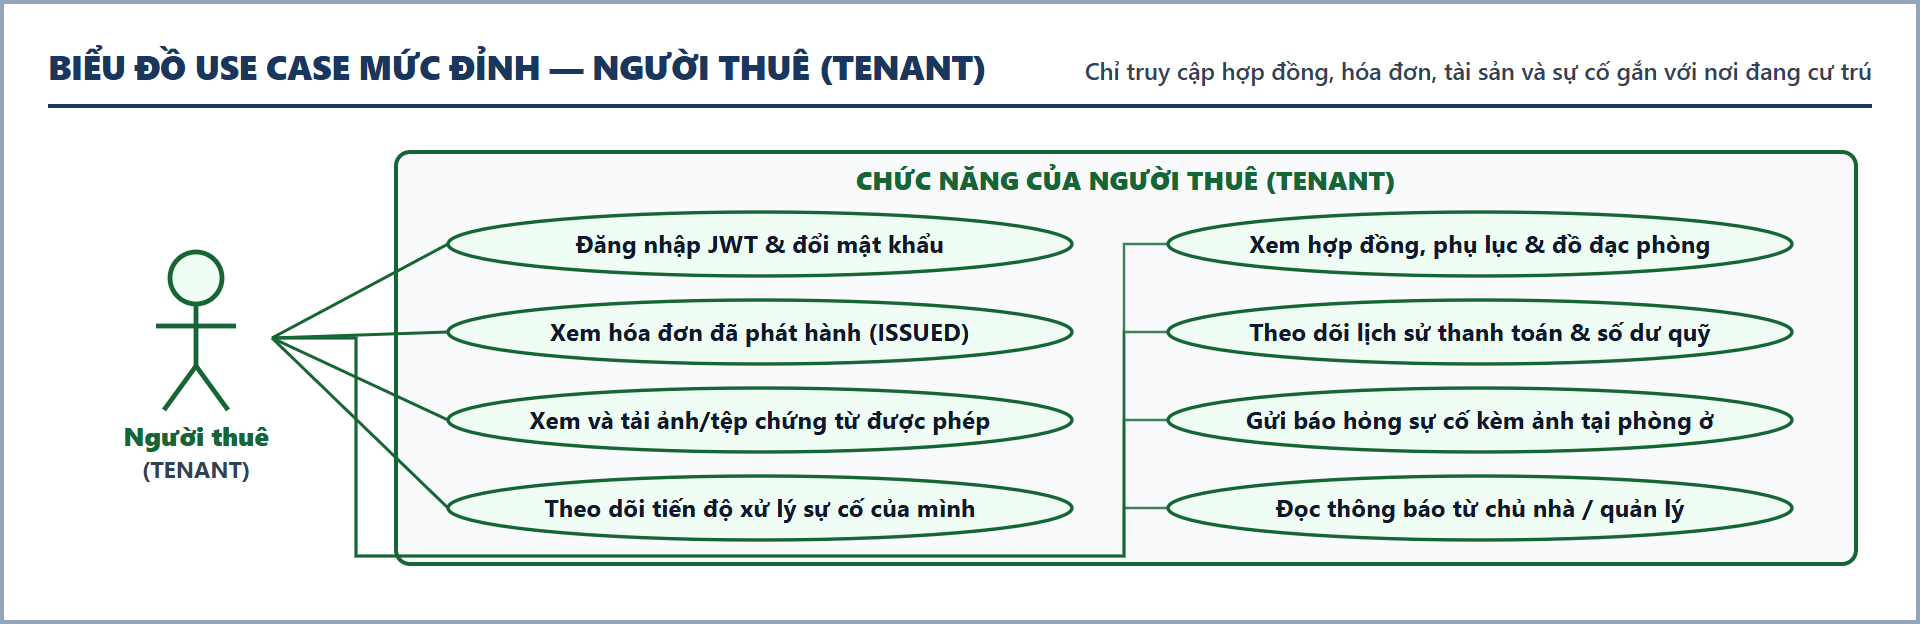 BIỂU ĐỒ USE CASE MỨC ĐỈNH — NGƯỜI THUÊ (TENANT)
Chỉ truy cập hợp đồng, hóa đơn, tài sản và sự cố gắn với nơi đang cư trú
CHỨC NĂNG CỦA NGƯỜI THUÊ (TENANT)
Đăng nhập JWT & đổi mật khẩu
Xem hợp đồng, phụ lục & đồ đạc phòng
Xem hóa đơn đã phát hành (ISSUED)
Theo dõi lịch sử thanh toán & số dư quỹ
Xem và tải ảnh/tệp chứng từ được phép
Gửi báo hỏng sự cố kèm ảnh tại phòng ở
Người thuê
(TENANT)
Theo dõi tiến độ xử lý sự cố của mình
Đọc thông báo từ chủ nhà / quản lý